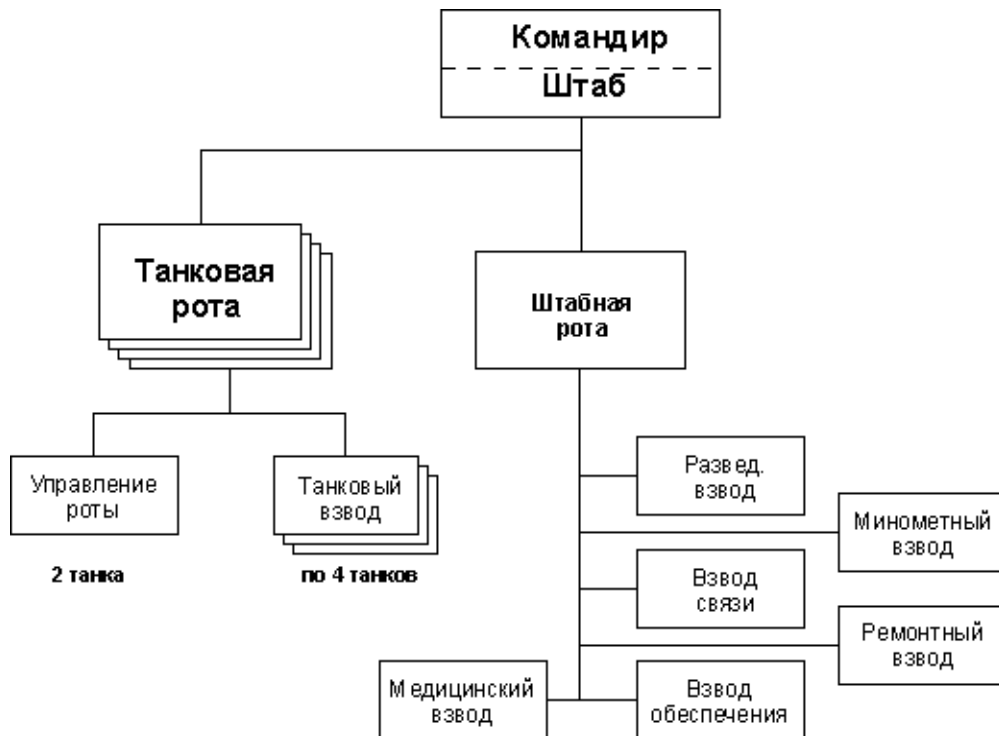 Командир
Штаб
Танковая
рота
Штабная
рота
Управление
роты
Танковый
взвод
2 танка
по 4 танков
Развед.
взвод
Минометный
взвод
Взвод
связи
Ремонтный
взвод
Медицинский
взвод
Взвод
обеспечения